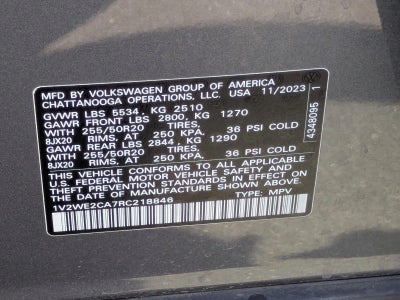 MFD BY VOLKSWAGEN GROUP OF AMERICA
CHATTANOOGA OPERATIONS, LLC. USA 11/2023
GVWR LBS 5534, KG 2510
GAWR FRONT LBS 2800, KG 1270
WITH 255/50R20 TIRES,
8JX20 RIMS, AT 250 KPA, 36 PSI COLD
GAWR REAR LBS 2844, KG 1290
WITH 255/50R20 TIRES,
8JX20 RIMS, AT 250 KPA, 36 PSI COLD
THIS VEHICLE CONFORMS TO ALL APPLICABLE
U.S. FEDERAL MOTOR VEHICLE SAFETY AND
THEFT PREVENTION STANDARDS IN EFFECT ON
THE DATE OF MANUFACTURE SHOWN ABOVE.
1V2WE2CA7RC218846 TYPE: MPV
4348095 1